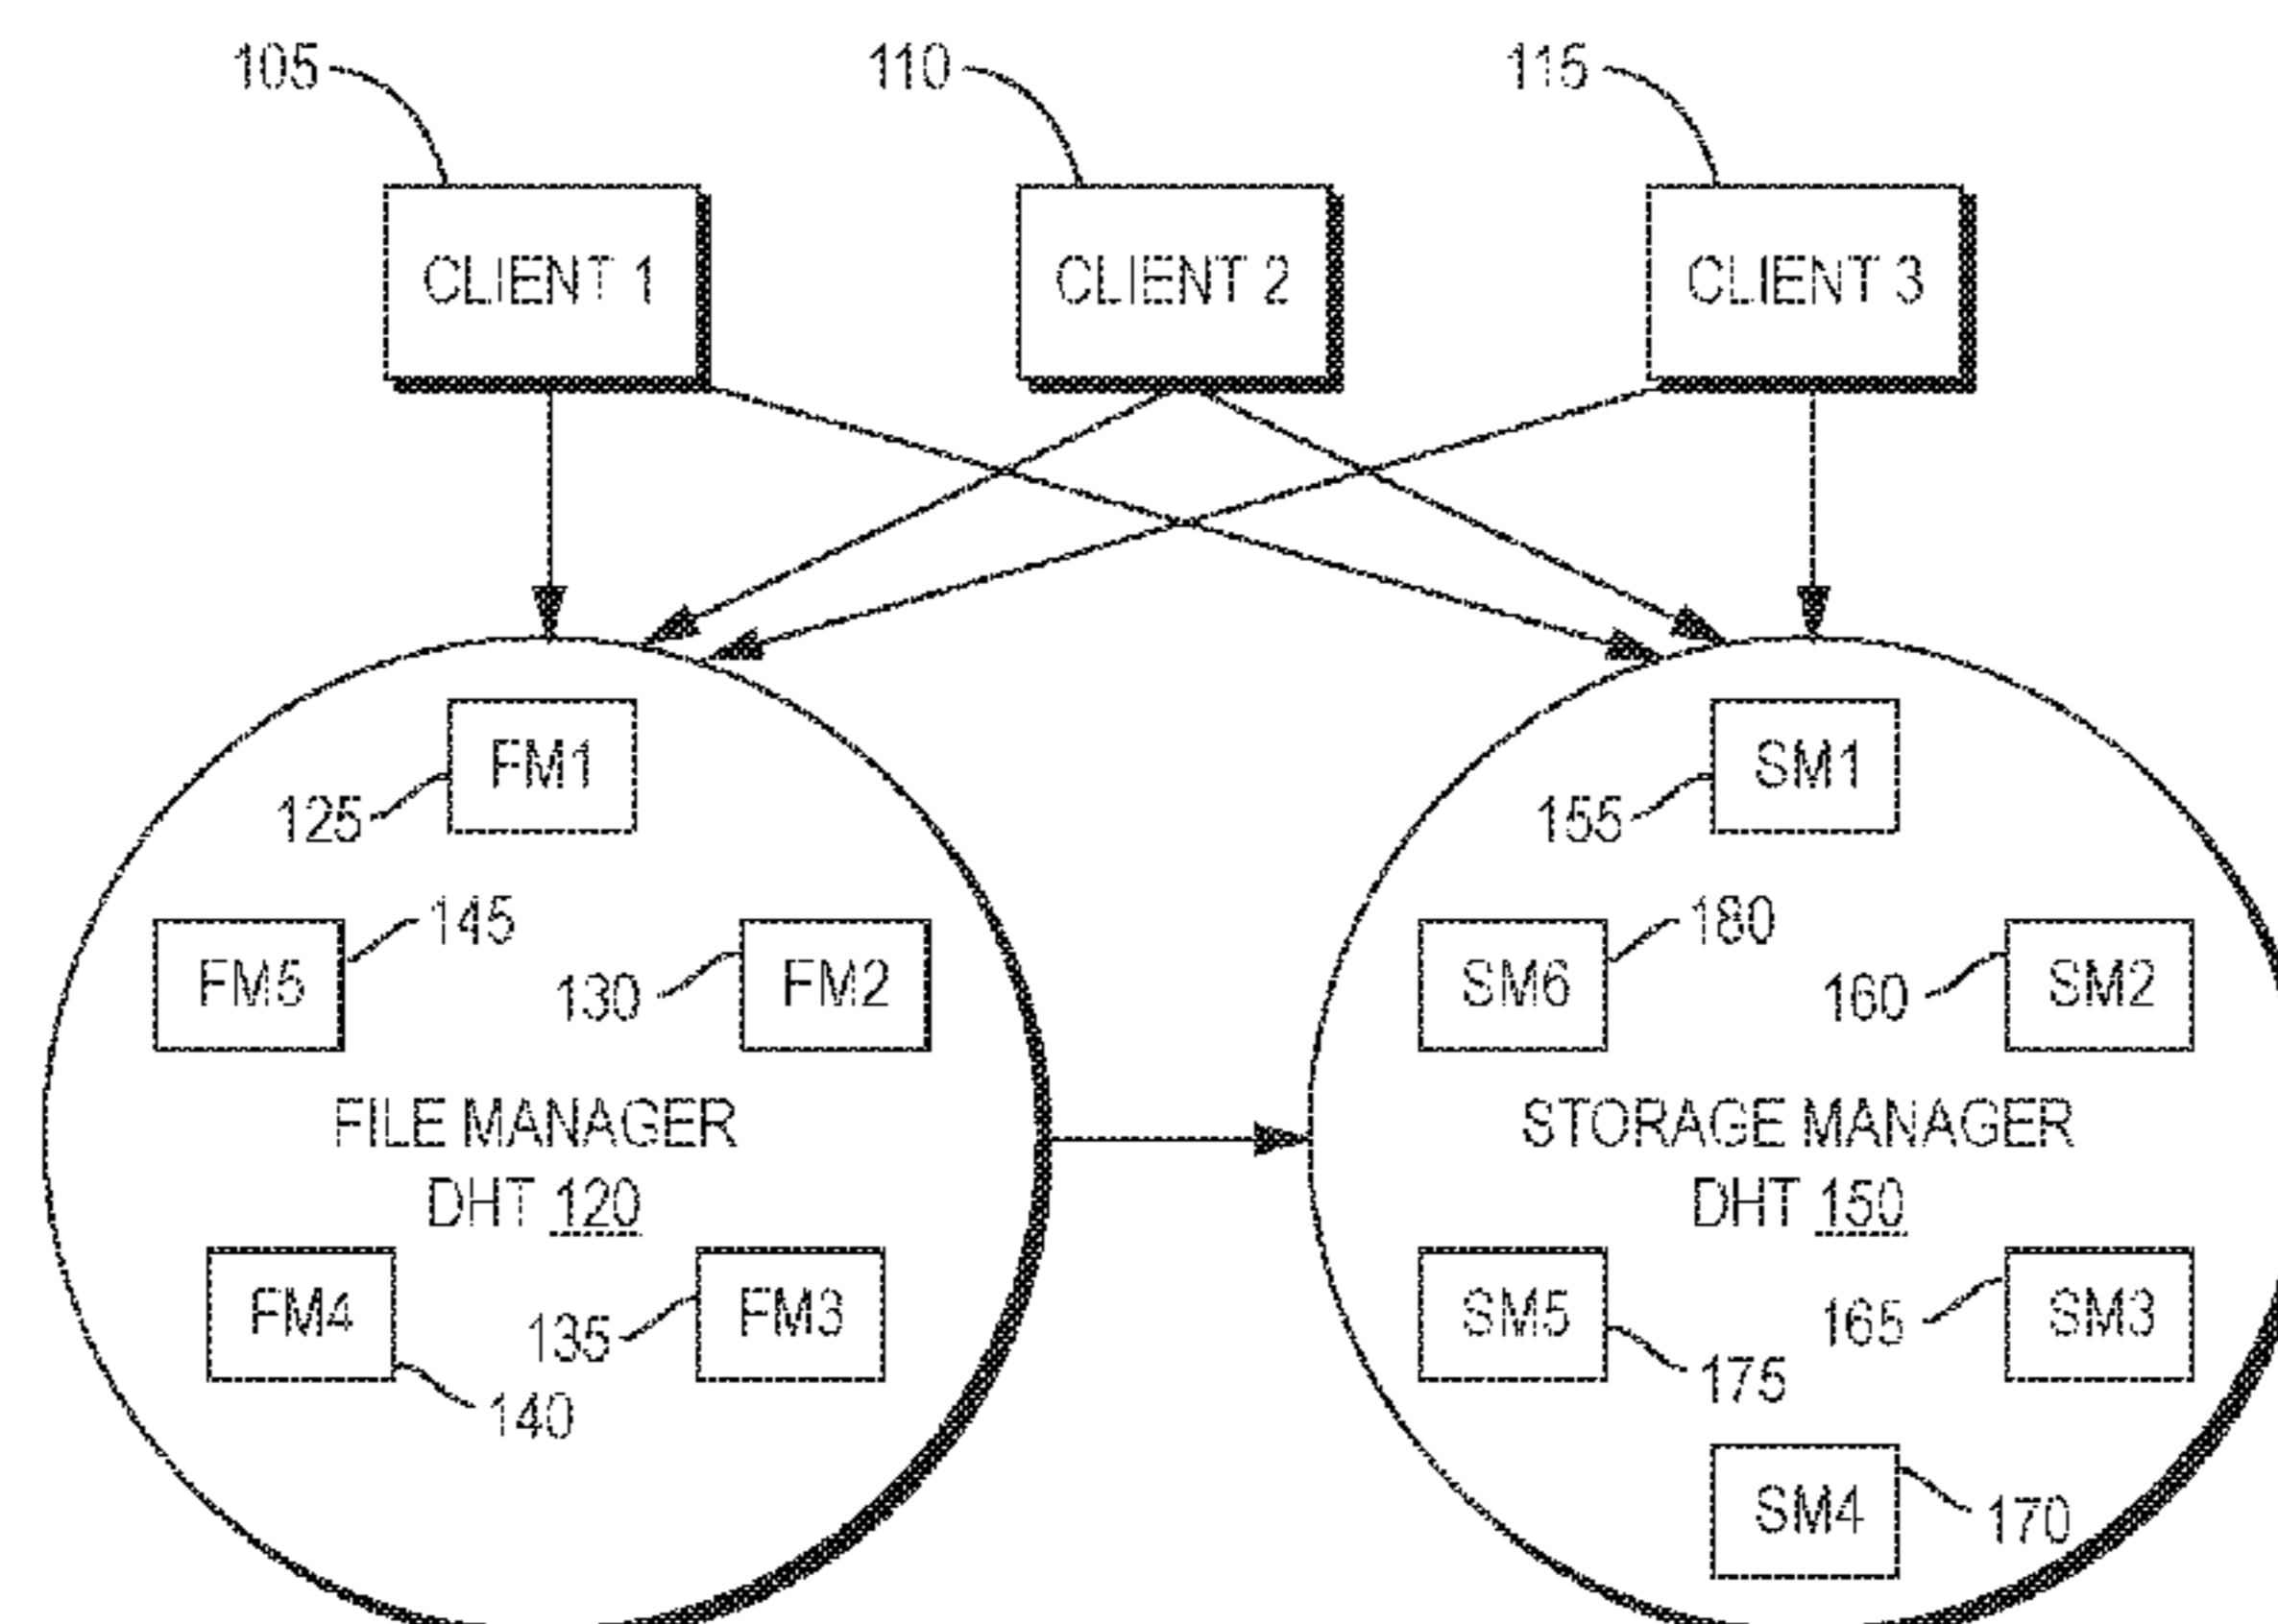 105
110
115
CLIENT 1
CLIENT 2
CLIENT 3
FM1
125
FM5
145
130
FM2
FILE MANAGER
DHT 120
FM4
140
135
FM3
SM1
155
SM6
180
160
SM2
STORAGE MANAGER
DHT 150
SM5
175
165
SM3
SM4
170